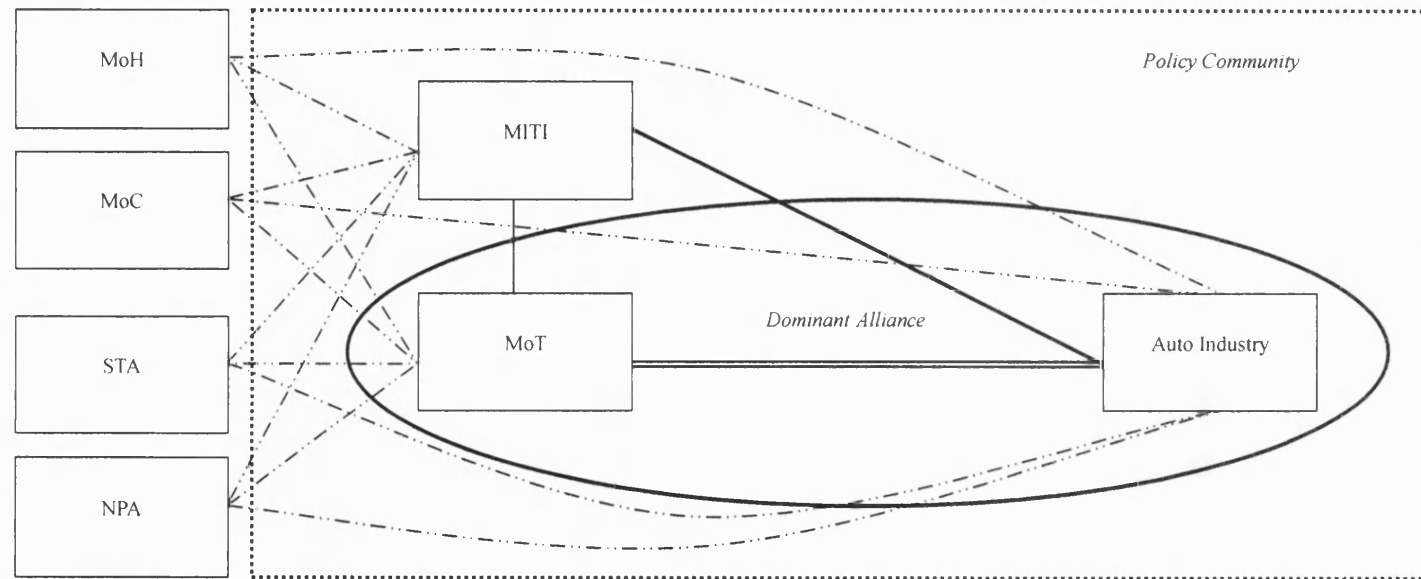 MoH
Policy Community
MITI
MoC
Dominant Alliance
MoT
Auto Industry
STA
NPA